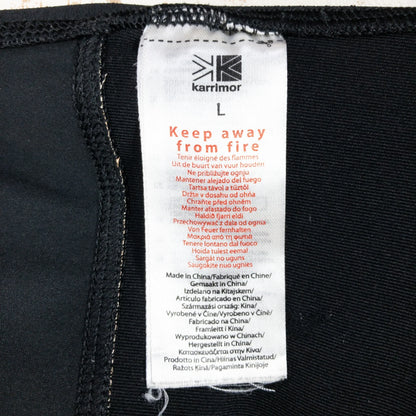 karrimor
L
Keep away
from fire
Tenir éloigné des flammes
Uit de buurt van vuur houden
Ne približujte ognju
Mantener alejado del fuego
Tartsa távol a tűztől
Držte v dosahu od ohňa
Chraňte před ohněm
Manter afastado do fogo
Haldið fjarri eldi
Przechowywać z dala od ognia
Von Feuer fernhalten
Μακριά από τη φωτιά
Tenere lontano dal fuoco
Hoida tulest eemal
Sargāt no uguns
Saugokite nuo ugnies
Made in China/Fabriqué en Chine/
Gemaakt in China/
Izdelano na Kitajskem/
Artículo fabricado en China/
Származási ország: Kína/
Vyrobené v Číne/Vyrobeno v Číně/
Fabricado na China/
Framleitt í Kína/
Wyprodukowano w Chinach/
Hergestellt in China/
Κατασκευάζεται στην Κίνα/
Prodotto in Cina/Hiinas Valmistatud/
Ražots Ķīnā/Pagaminta Kinijoje